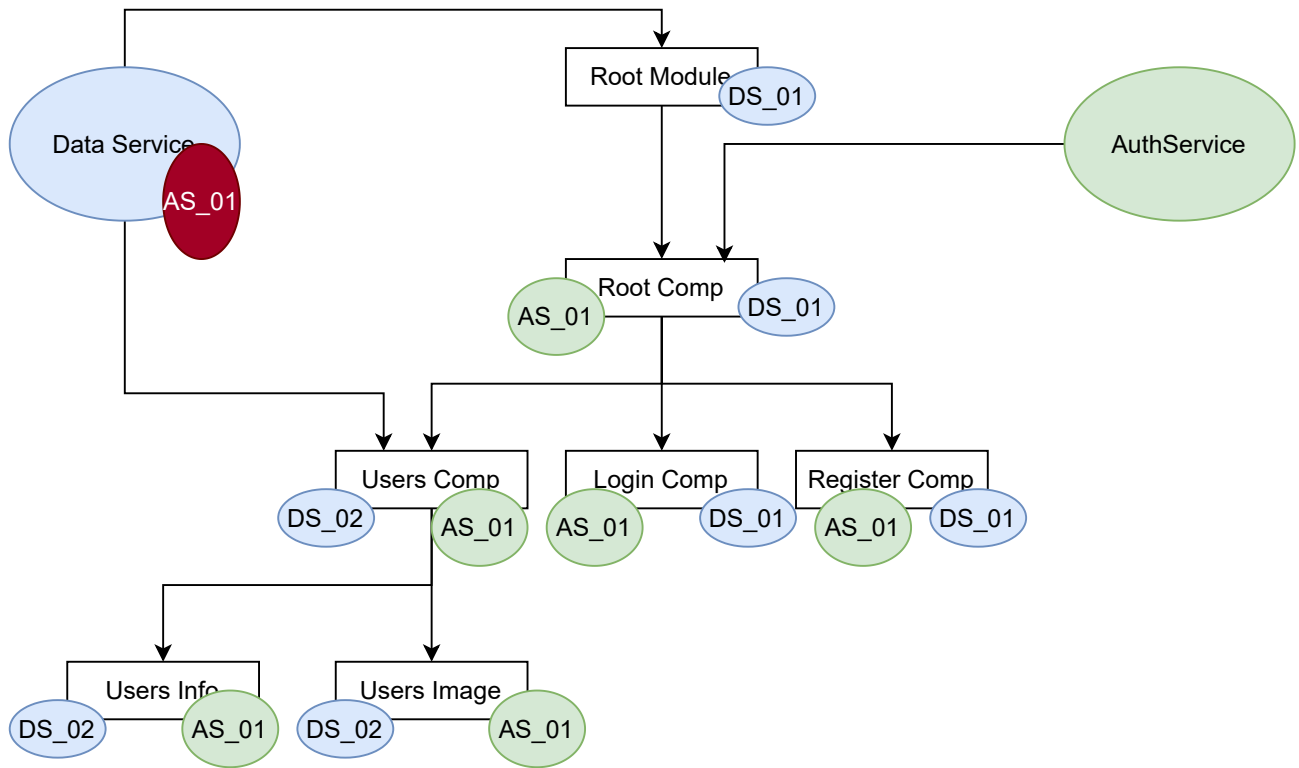 Root Module
DS_01
Data Service
AS_01
AuthService
Root Comp
AS_01
DS_01
Users Comp
DS_02
AS_01
Login Comp
AS_01
DS_01
Register Comp
AS_01
DS_01
Users Info
DS_02
AS_01
Users Image
DS_02
AS_01